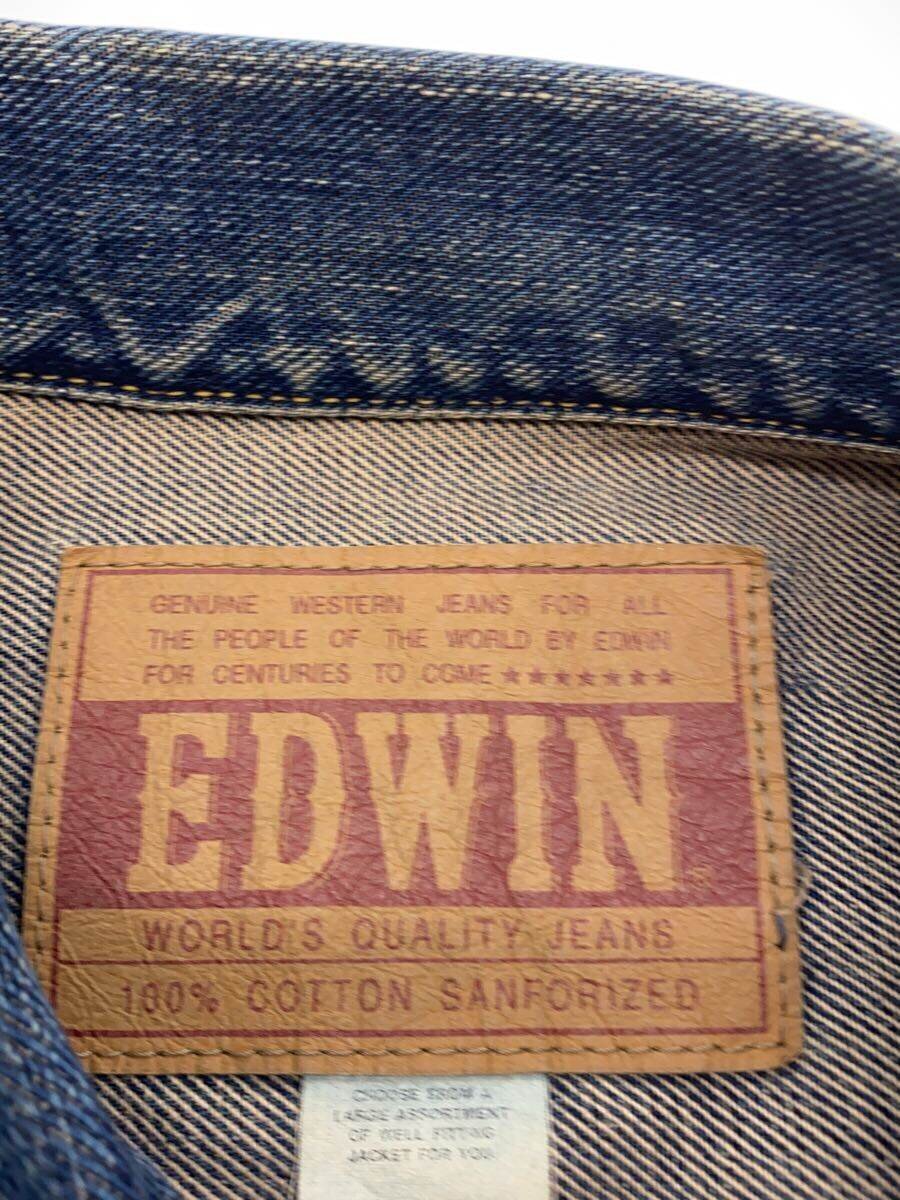 GENUINE WESTERN JEANS FOR ALL
THE PEOPLE OF THE WORLD BY EDWIN
FOR CENTURIES TO COME ★★★★★★★
EDWIN®
WORLD'S QUALITY JEANS
100% COTTON SANFORIZED
CHOOSE FROM A
LARGE ASSORTMENT
OF WELL FITTING
JACKET FOR YOU